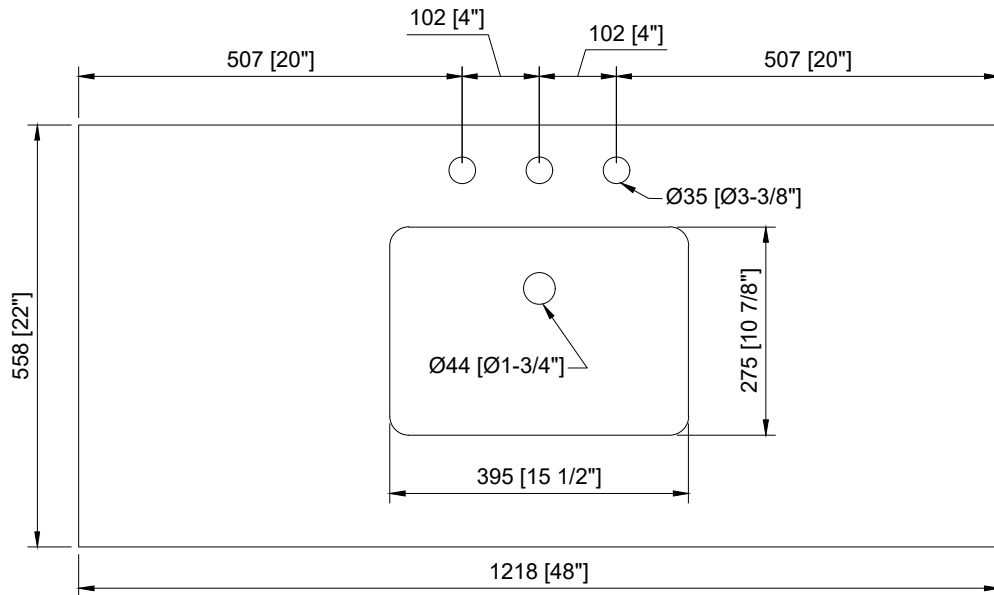 102 [4"]
102 [4"]
507 [20"]
507 [20"]
Ø35 [Ø3-3/8"]
558 [22"]
275 [10 7/8"]
Ø44 [Ø1-3/4"]
395 [15 1/2"]
1218 [48"]